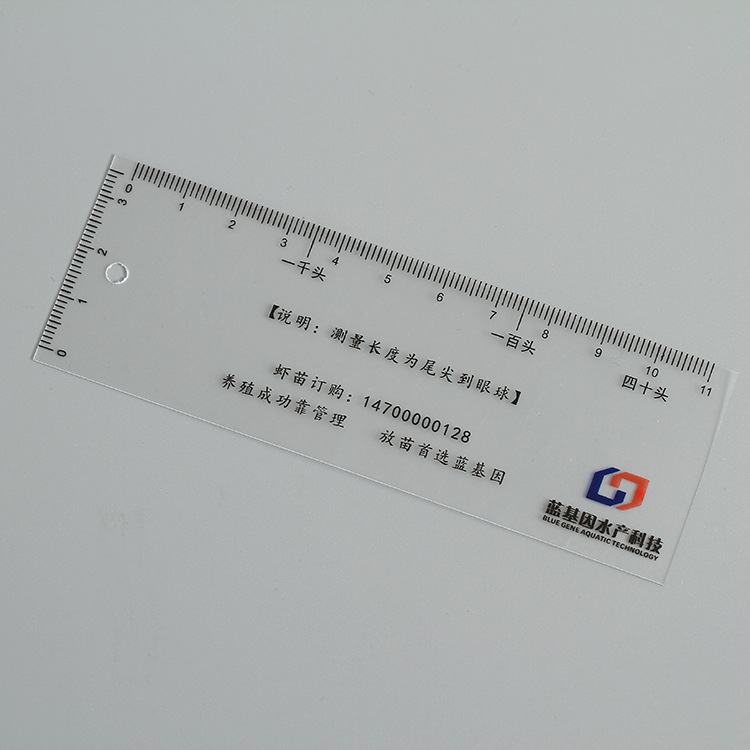 0 1 2 3 4 5 6 7 8 9 10 11
一千头 一百头 四十头
3
2
1
0
【说明：测量长度为尾尖到眼球】
虾苗订购：14700000128
养殖成功靠管理 放苗首选蓝基因
蓝基因水产科技
BLUE GENE AQUATIC TECHNOLOGY